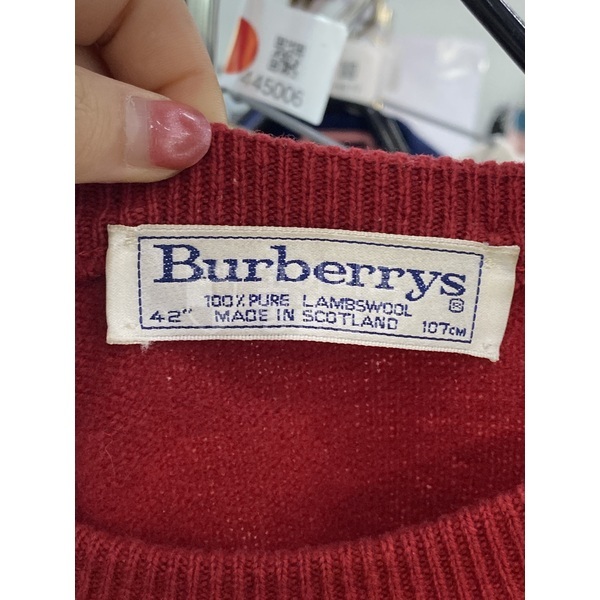 445006
Burberrys
®
100% PURE LAMBSWOOL
42" MADE IN SCOTLAND 107CM